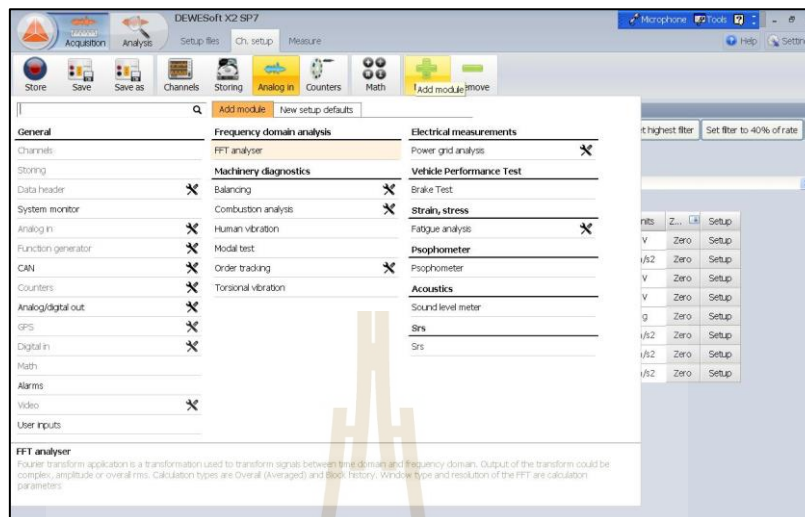 DEWESoft X2 SP7
Microphone Tools
Acquisition Analysis Setup files Ch. setup Measure
Help
Store Save Save as Channels Storing Analog in Counters Math Add module
Add module New setup defaults
General
Channels
Storing
Data header
System monitor
Analog in
Function generator
CAN
Counters
Analog/digital out
GPS
Digital in
Math
Alarms
Video
User inputs
Frequency domain analysis
FFT analyser
Machinery diagnostics
Balancing
Combustion analysis
Human vibration
Modal test
Order tracking
Torsional vibration
Electrical measurements
Power grid analysis
Vehicle Performance Test
Brake Test
Strain, stress
Fatigue analysis
Psophometer
Psophometer
Acoustics
Sound level meter
Srs
Srs
highest filter Set filter to 40% of rate
Z... Setup
V Zero Setup
/s2 Zero Setup
V Zero Setup
V Zero Setup
g Zero Setup
/s2 Zero Setup
/s2 Zero Setup
/s2 Zero Setup
FFT analyser
Fourier transform application is a transformation used to transform signals between time domain and frequency domain. Output of the transform could be
complex, amplitude or overall rms. Calculation types are Overal (Averaged) and Block history. Window type and resolution of the FFT are calculation
parameters